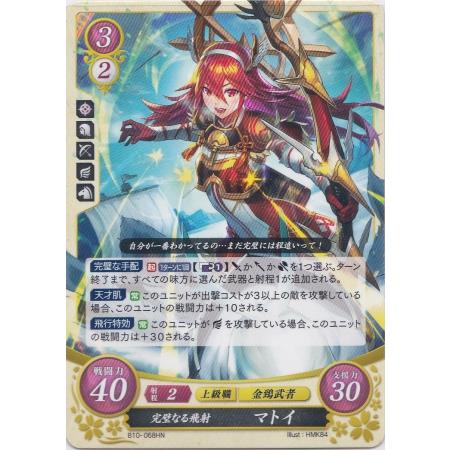 3
2
自分が一番わかってるの…まだ完璧には程遠いって！
完璧な手配 起 1ターンに1回 【 1】 か か を1つ選ぶ。ターン
終了まで、すべての味方に選んだ武器と射程1が追加される。
天才肌 常 このユニットが出撃コストが3以上の敵を攻撃している
場合、このユニットの戦闘力は＋10される。
飛行特効 常 このユニットが を攻撃している場合、このユニット
の戦闘力は＋30される。
戦闘力
40
射程 2
上級職
金鵄武者
支援力
30
完璧なる飛射 マトイ
B10-068HN
Illust : HMK84